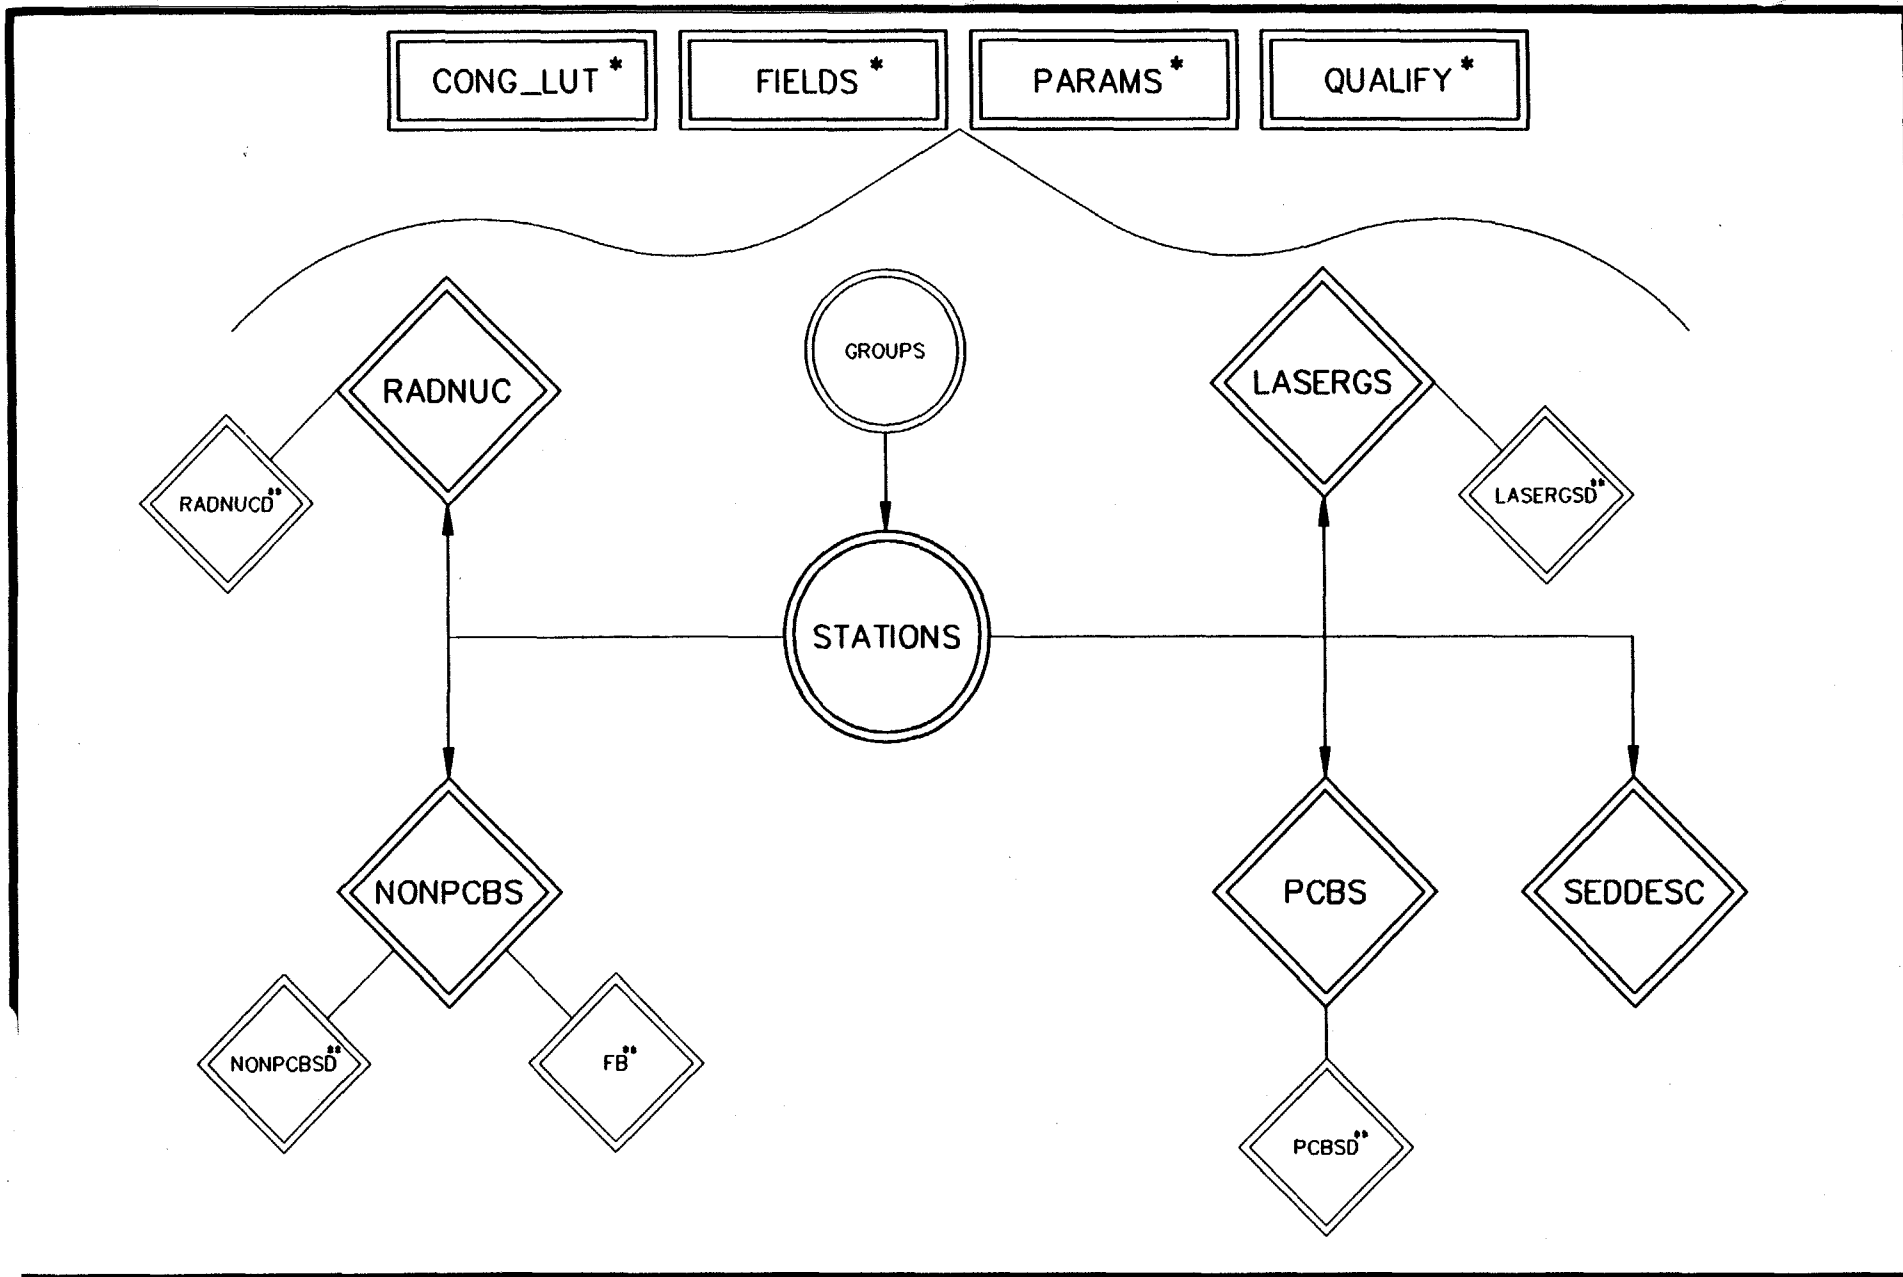 CONG_LUT*
FIELDS*
PARAMS*
QUALIFY*
RADNUC
GROUPS
LASERGS
RADNUCD**
LASERGSD**
STATIONS
NONPCBS
PCBS
SEDDESC
NONPCBSD**
FB**
PCBSD**